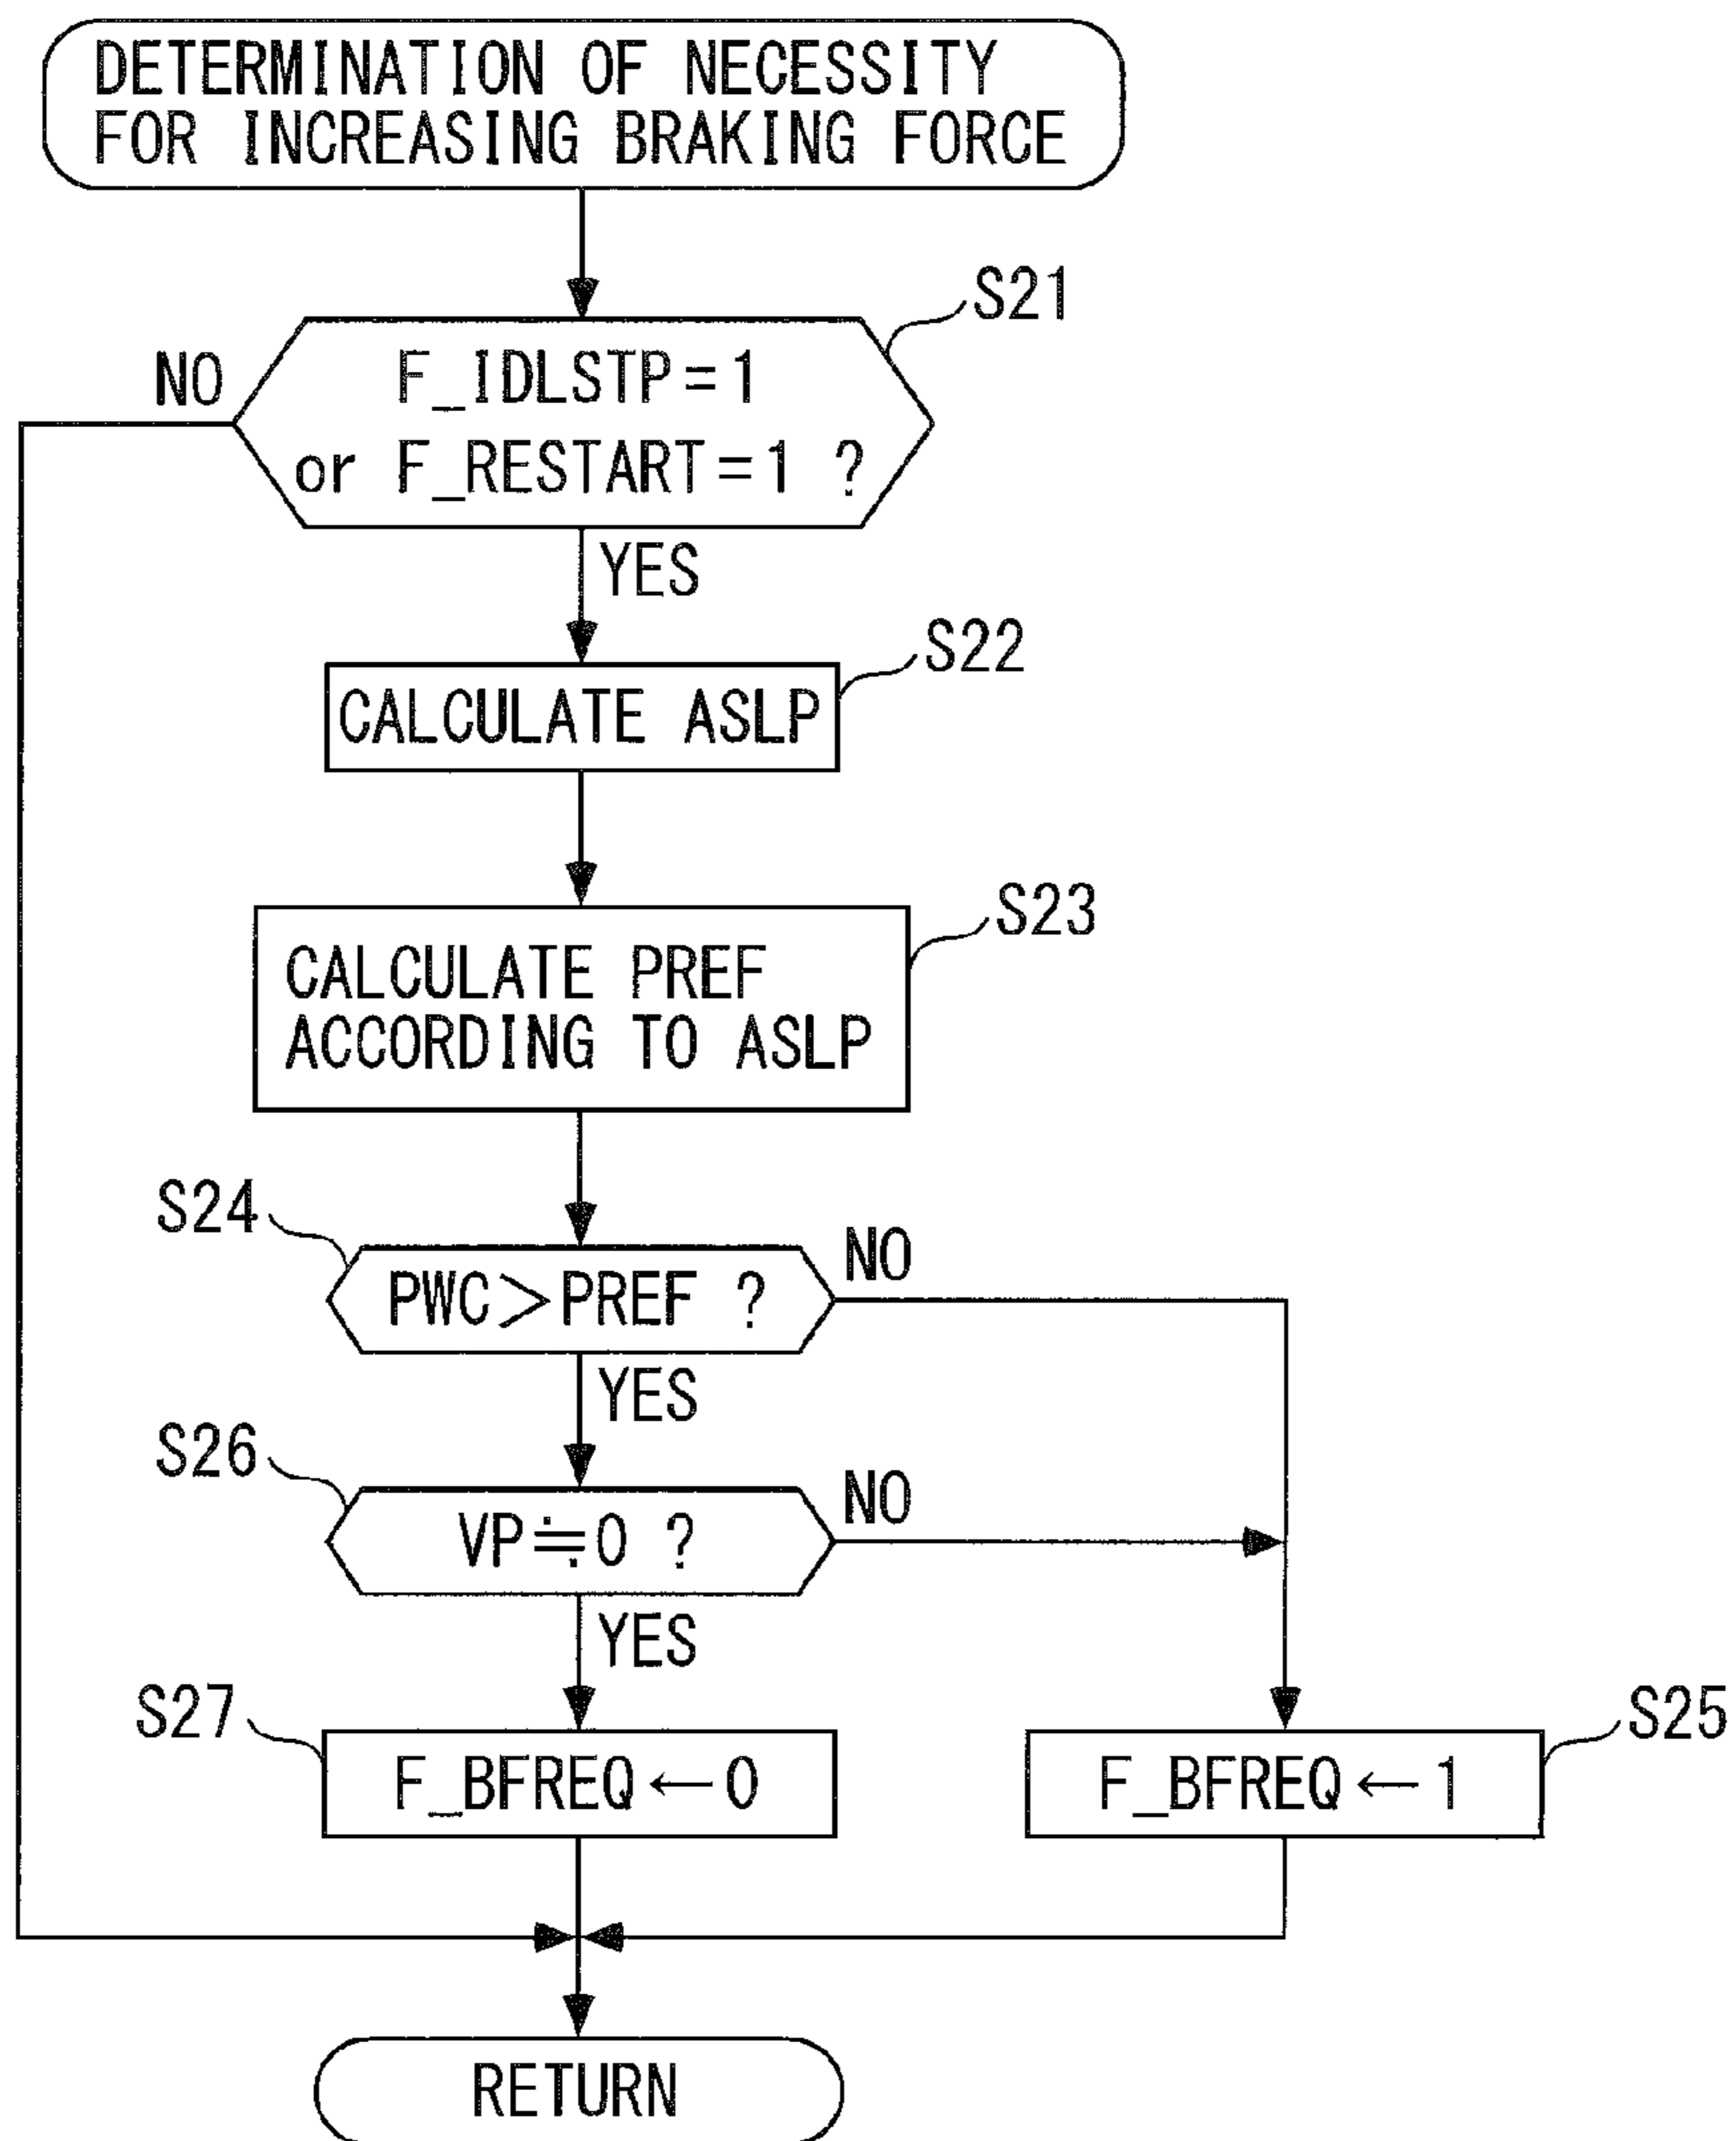 DETERMINATION OF NECESSITY
FOR INCREASING BRAKING FORCE
S21
NO
F_IDLSTP=1
or F_RESTART=1 ?
YES
S22
CALCULATE ASLP
S23
CALCULATE PREF
ACCORDING TO ASLP
S24
NO
PWC>PREF ?
YES
S26
NO
VP≒0 ?
YES
S27
S25
F_BFREQ←0
F_BFREQ←1
RETURN